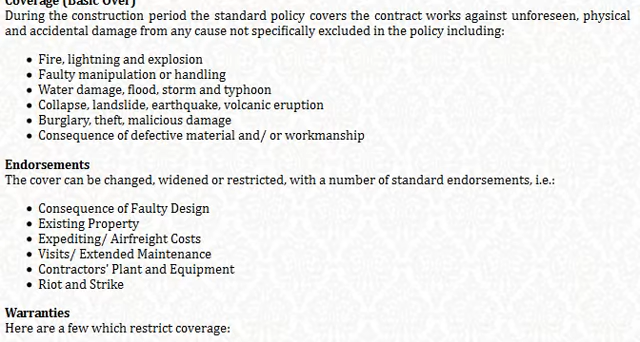 Coverage (Basic Over)
During the construction period the standard policy covers the contract works against unforeseen, physical
and accidental damage from any cause not specifically excluded in the policy including:
• Fire, lightning and explosion
• Faulty manipulation or handling
• Water damage, flood, storm and typhoon
• Collapse, landslide, earthquake, volcanic eruption
• Burglary, theft, malicious damage
• Consequence of defective material and/ or workmanship
Endorsements
The cover can be changed, widened or restricted, with a number of standard endorsements, i.e.:
• Consequence of Faulty Design
• Existing Property
• Expediting/ Airfreight Costs
• Visits/ Extended Maintenance
• Contractors' Plant and Equipment
• Riot and Strike
Warranties
Here are a few which restrict coverage: